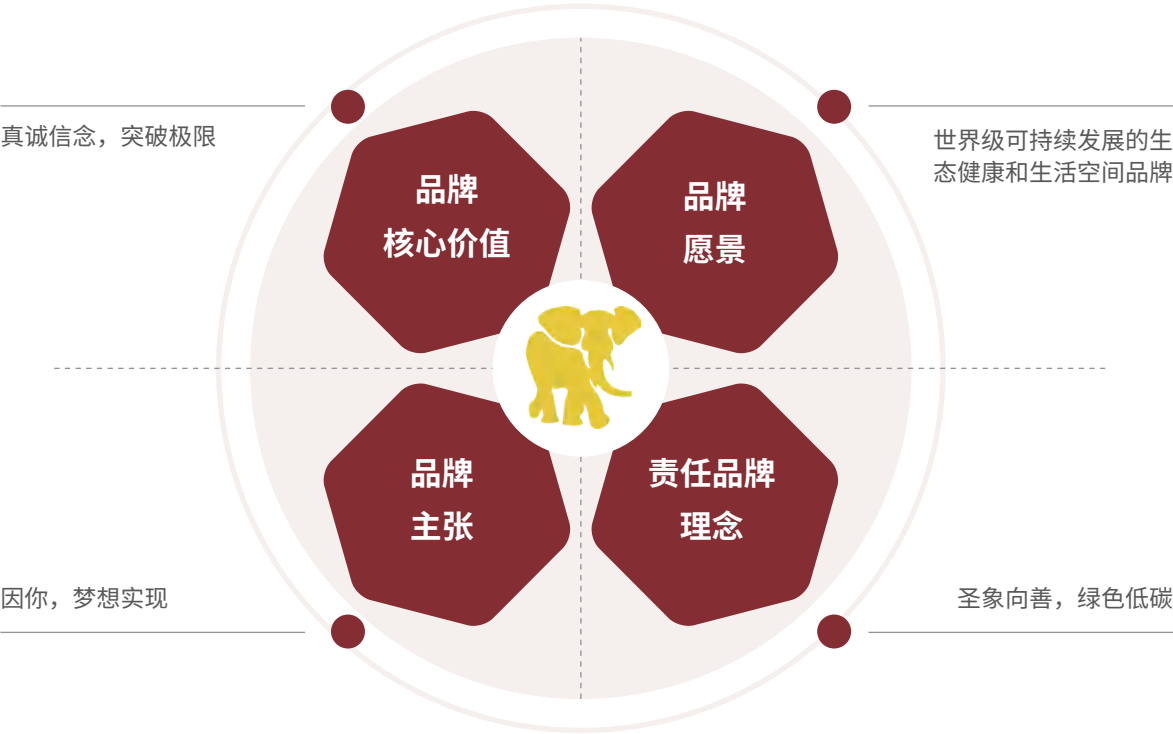 真诚信念，突破极限
品牌
核心价值
世界级可持续发展的生
态健康和生活空间品牌
品牌
愿景
品牌
主张
因你，梦想实现
责任品牌
理念
圣象向善，绿色低碳